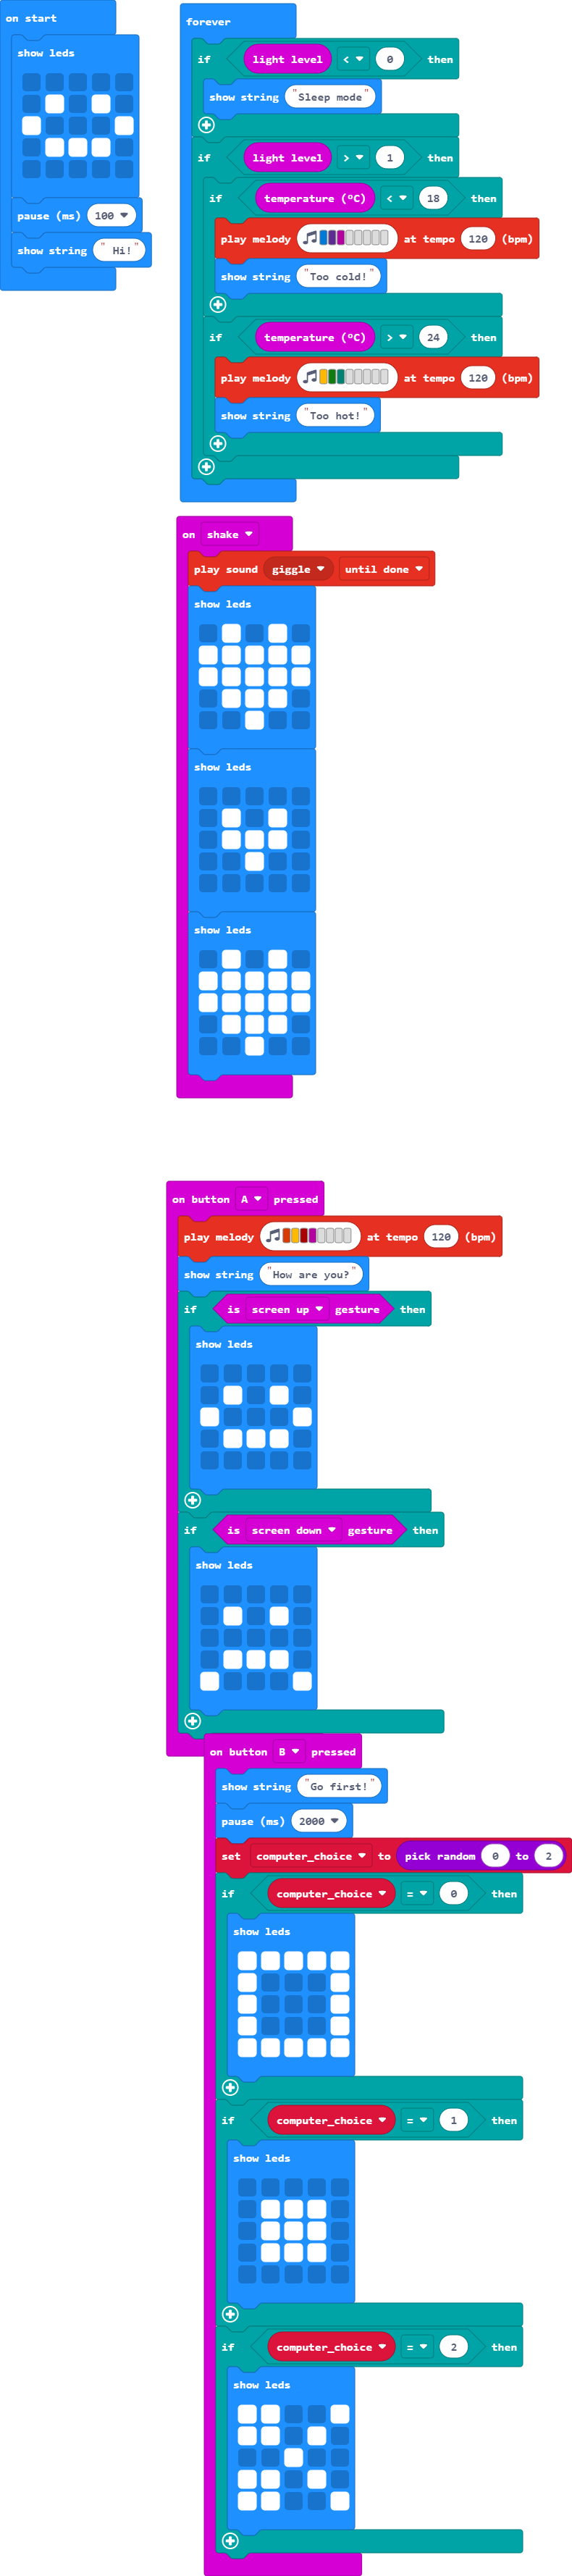 on start
show leds
pause (ms) 100
show string " Hi!"
forever
if light level < 0 then
show string "Sleep mode"
if light level > 1 then
if temperature (ºC) < 18 then
play melody at tempo 120 (bpm)
show string "Too cold!"
if temperature (ºC) > 24 then
play melody at tempo 120 (bpm)
show string "Too hot!"
on shake
play sound giggle until done
show leds
show leds
show leds
on button A pressed
play melody at tempo 120 (bpm)
show string "How are you?"
if is screen up gesture then
show leds
if is screen down gesture then
show leds
on button B pressed
show string "Go first!"
pause (ms) 2000
set computer_choice to pick random 0 to 2
if computer_choice = 0 then
show leds
if computer_choice = 1 then
show leds
if computer_choice = 2 then
show leds